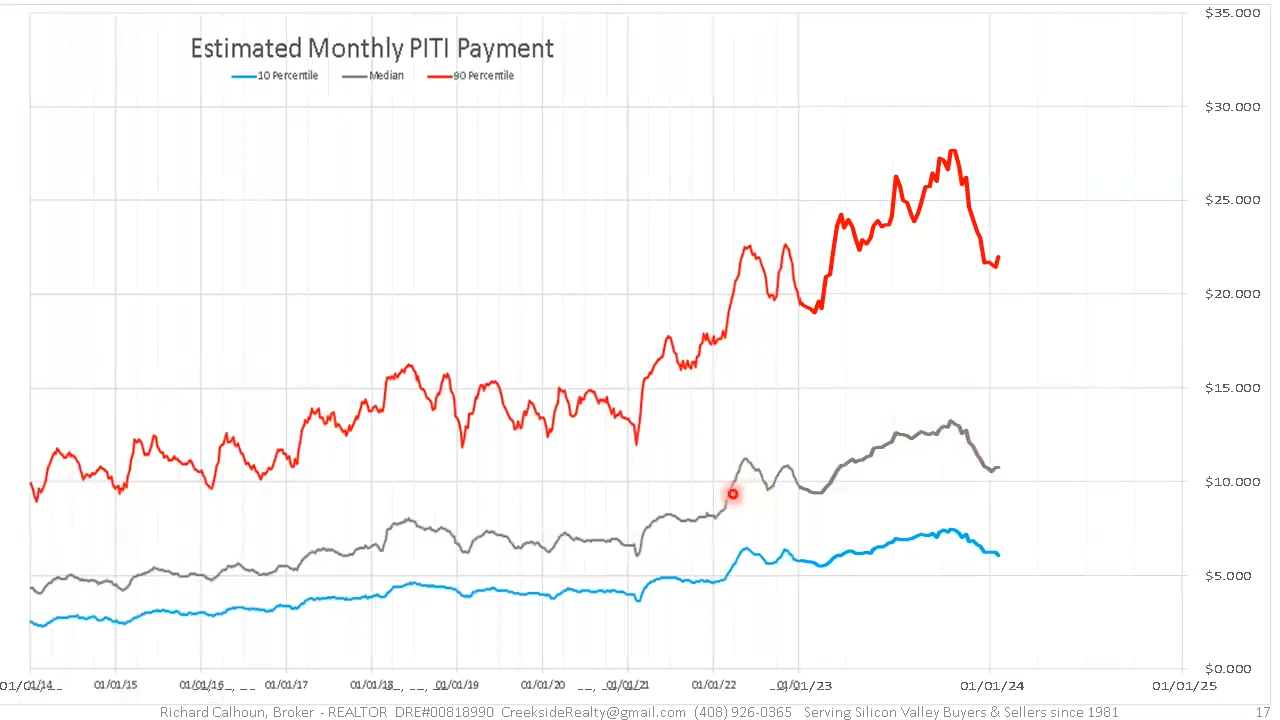 Estimated Monthly PITI Payment
10 Percentile Median 90 Percentile
$35.000
$30.000
$25.000
$20.000
$15.000
$10.000
$5.000
$0.000
01/01/15 01/01/17 01/01/18 01/01/19 01/01/20 01/01/21 01/01/22 01/01/24 01/01/25
Richard Calhoun, Broker - REALTOR DRE#00818990 CreeksideRealty@gmail.com (408) 926-0365 Serving Silicon Valley Buyers & Sellers since 1981 17